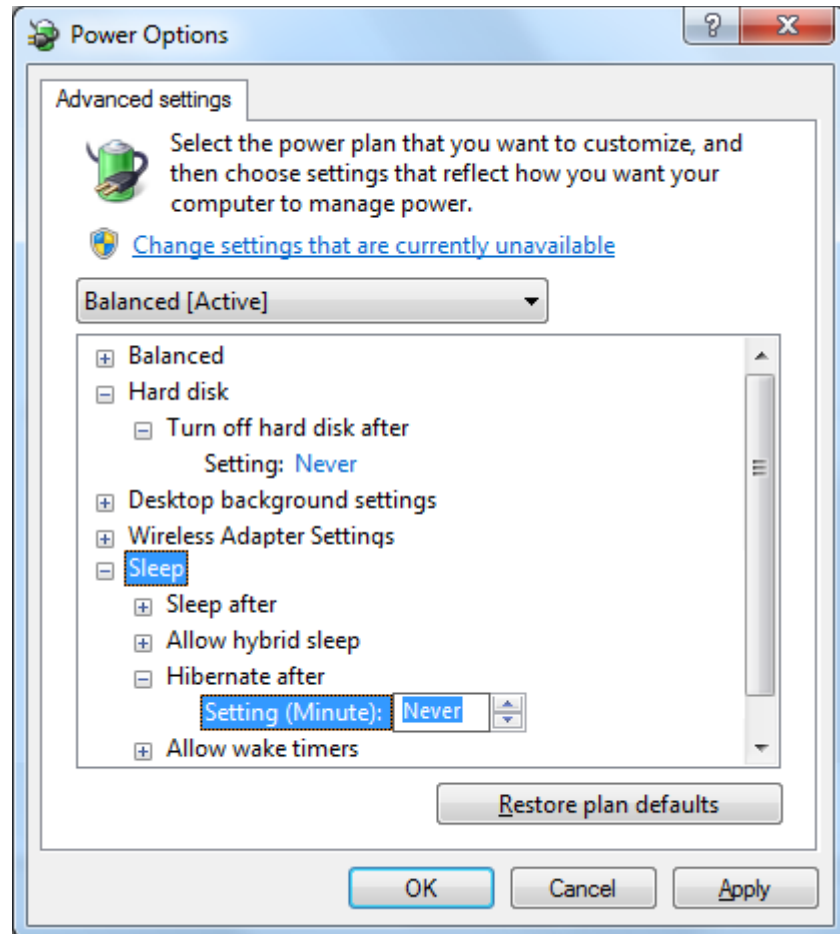 Power Options
Advanced settings
Select the power plan that you want to customize, and
then choose settings that reflect how you want your
computer to manage power.
Change settings that are currently unavailable
Balanced [Active]
Balanced
Hard disk
Turn off hard disk after
Setting: Never
Desktop background settings
Wireless Adapter Settings
Sleep
Sleep after
Allow hybrid sleep
Hibernate after
Setting (Minute): Never
Allow wake timers
Restore plan defaults
OK Cancel Apply